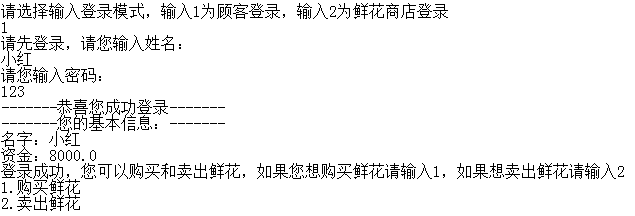 请选择输入登录模式，输入1为顾客登录，输入2为鲜花商店登录
1
请先登录，请您输入姓名：
小红
请您输入密码：
123
-------恭喜您成功登录-------
-------您的基本信息：-------
名字：小红
资金：8000.0
登录成功，您可以购买和卖出鲜花，如果您想购买鲜花请输入1，如果想卖出鲜花请输入2
1.购买鲜花
2.卖出鲜花